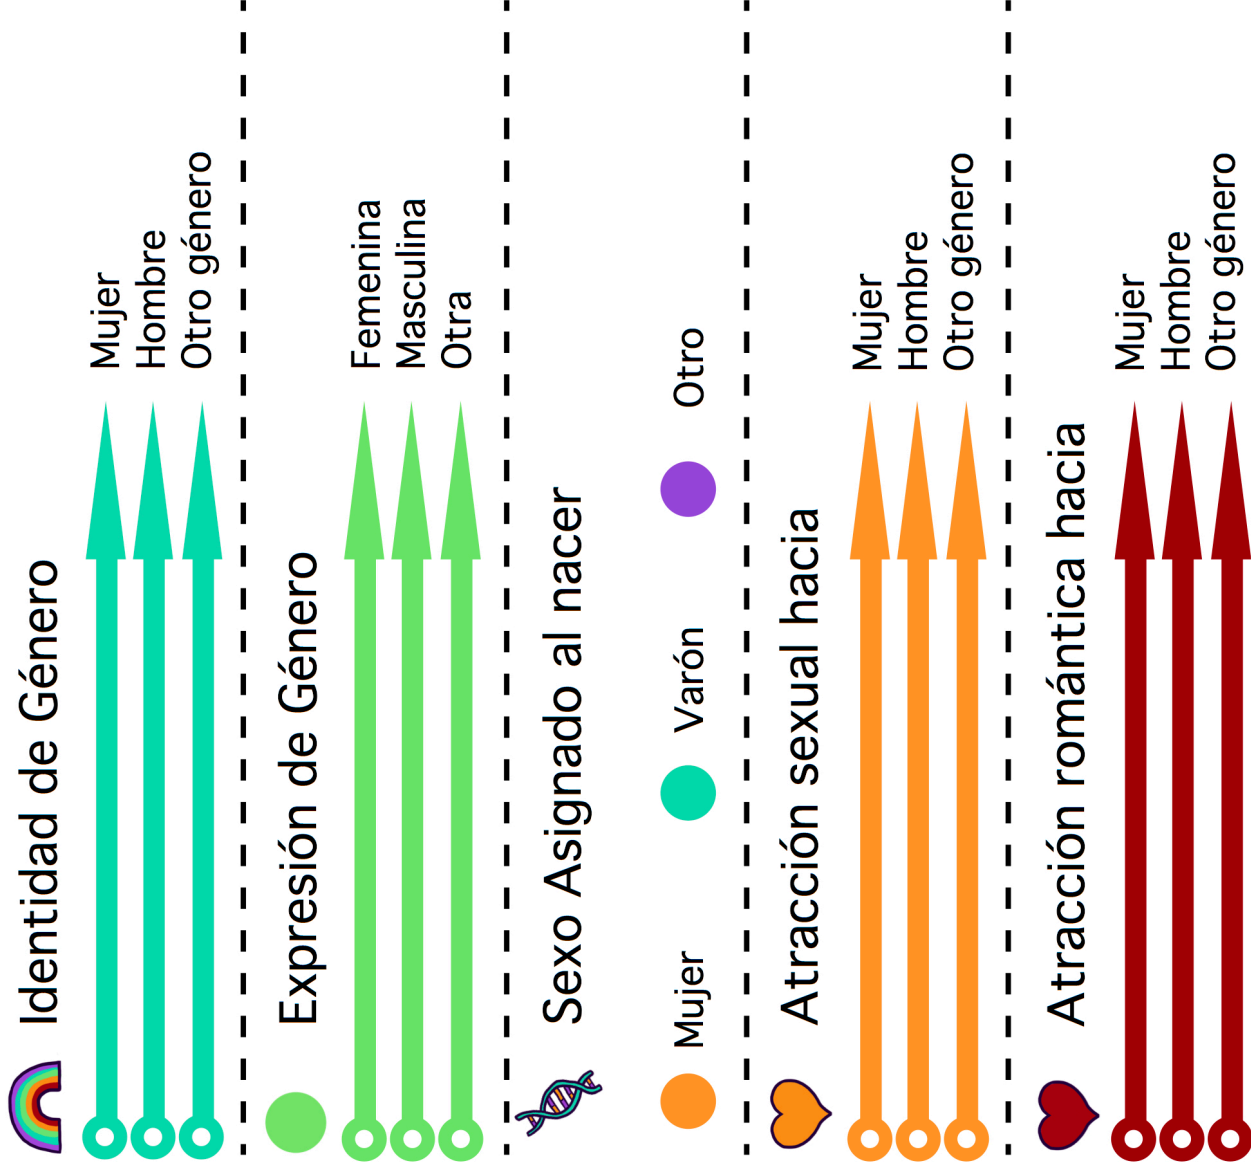 Identidad de Género
Mujer
Hombre
Otro género
Expresión de Género
Femenina
Masculina
Otra
Sexo Asignado al nacer
Mujer Varón Otro
Atracción sexual hacia
Mujer
Hombre
Otro género
Atracción romántica hacia
Mujer
Hombre
Otro género